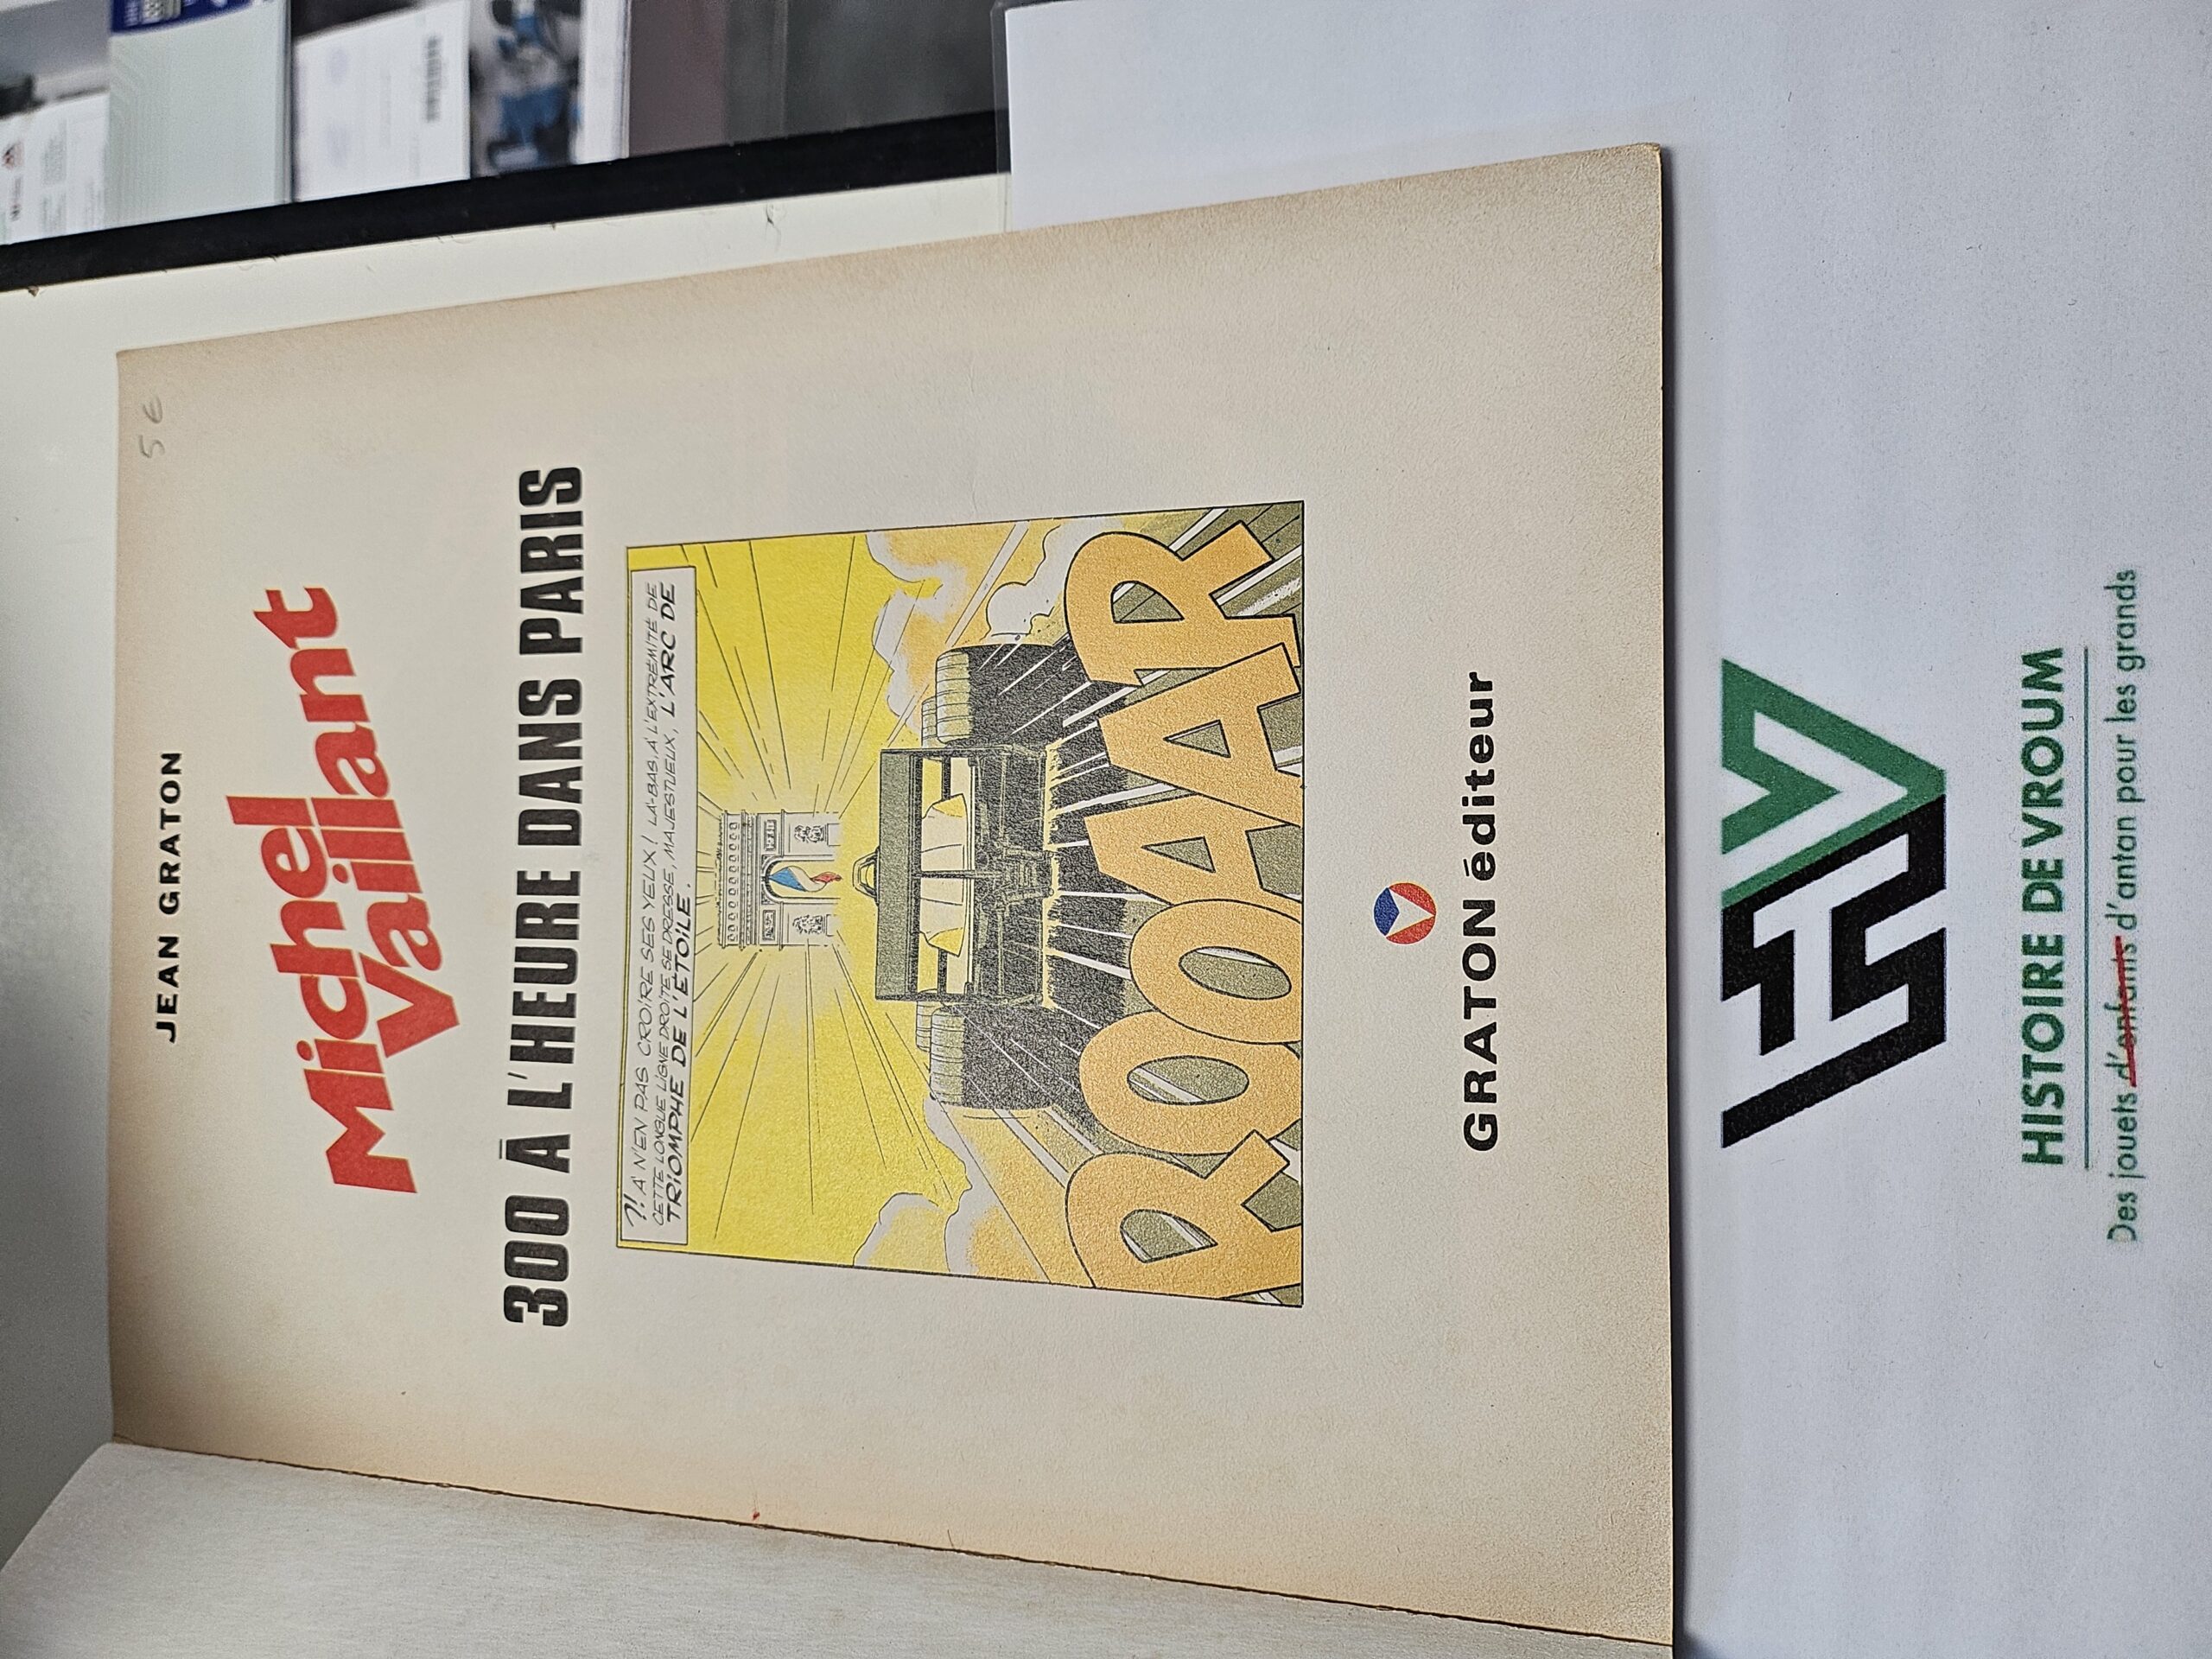 5 €
JEAN GRATON
Michel
Vaillant
300 À L'HEURE DANS PARIS
?! A N'EN PAS CROIRE SES YEUX ! LÀ-BAS, À L'EXTRÉMITÉ DE
CETTE LONGUE LIGNE DROITE SE DRESSE, MAJESTUEUX, L'ARC DE
TRIOMPHE DE L'ÉTOILE.
ROOAAR
GRATON éditeur
HISTOIRE DE VROUM
Des jouets d'enfants d'antan pour les grands